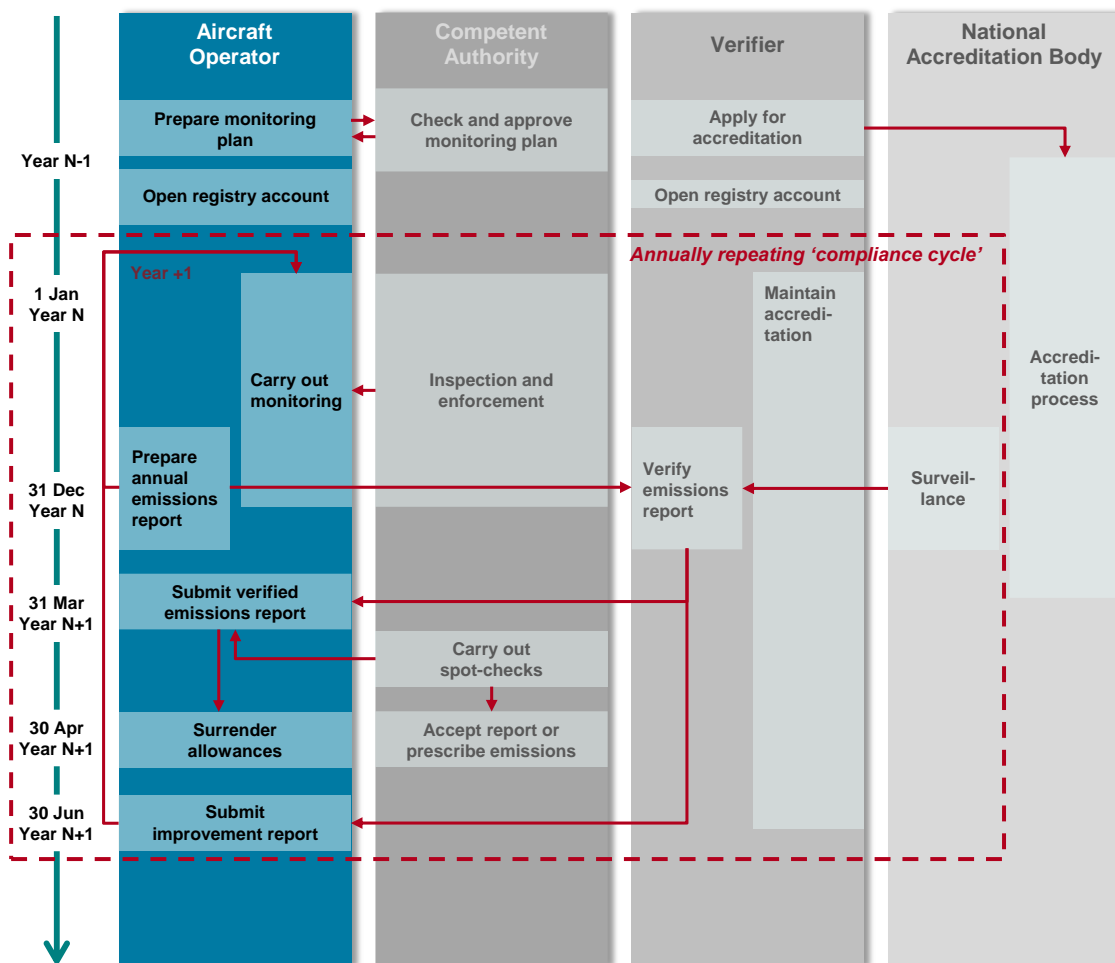 Aircraft
Operator
Competent
Authority
Verifier
National
Accreditation Body
Year N-1
Prepare monitoring
plan
Check and approve
monitoring plan
Apply for
accreditation
Open registry account
Open registry account
Annually repeating ‘compliance cycle’
Year +1
1 Jan
Year N
Maintain
accredi-
tation
Carry out
monitoring
Inspection and
enforcement
Accredi-
tation
process
31 Dec
Year N
Prepare
annual
emissions
report
Verify
emissions
report
Surveil-
lance
31 Mar
Year N+1
Submit verified
emissions report
Carry out
spot-checks
30 Apr
Year N+1
Surrender
allowances
Accept report or
prescribe emissions
30 Jun
Year N+1
Submit
improvement report